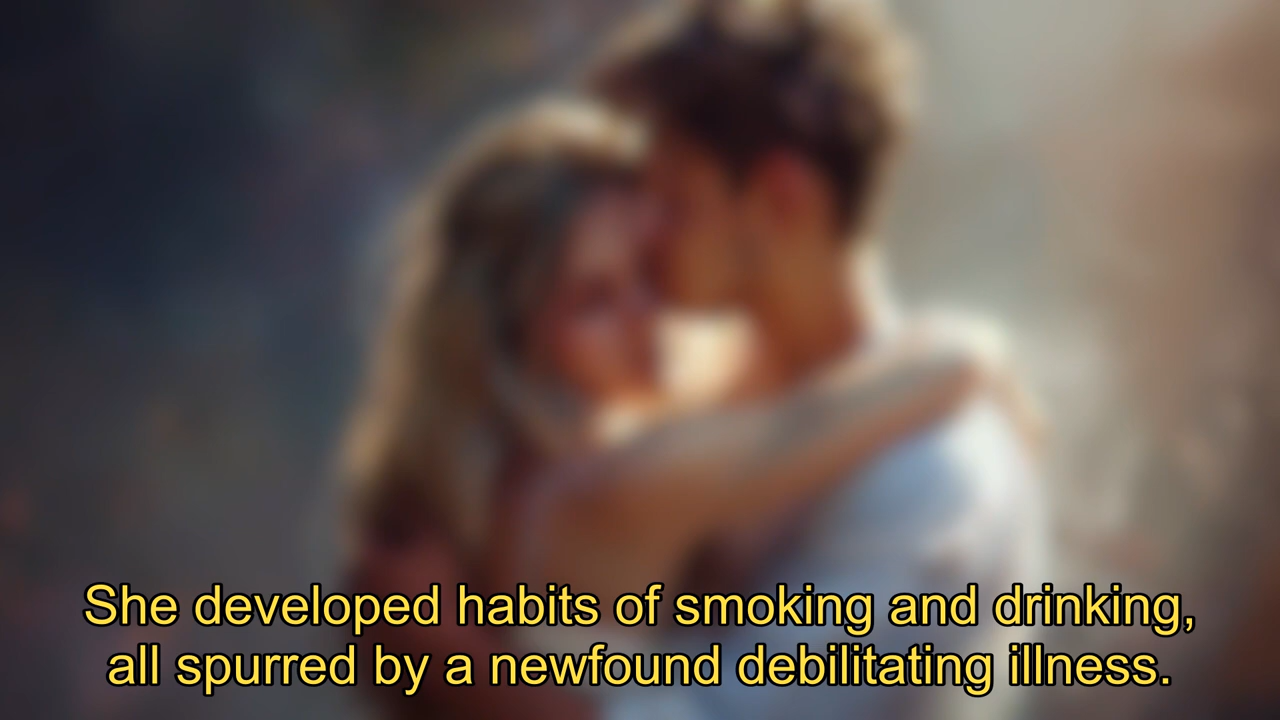 She developed habits of smoking and drinking,
all spurred by a newfound debilitating illness.